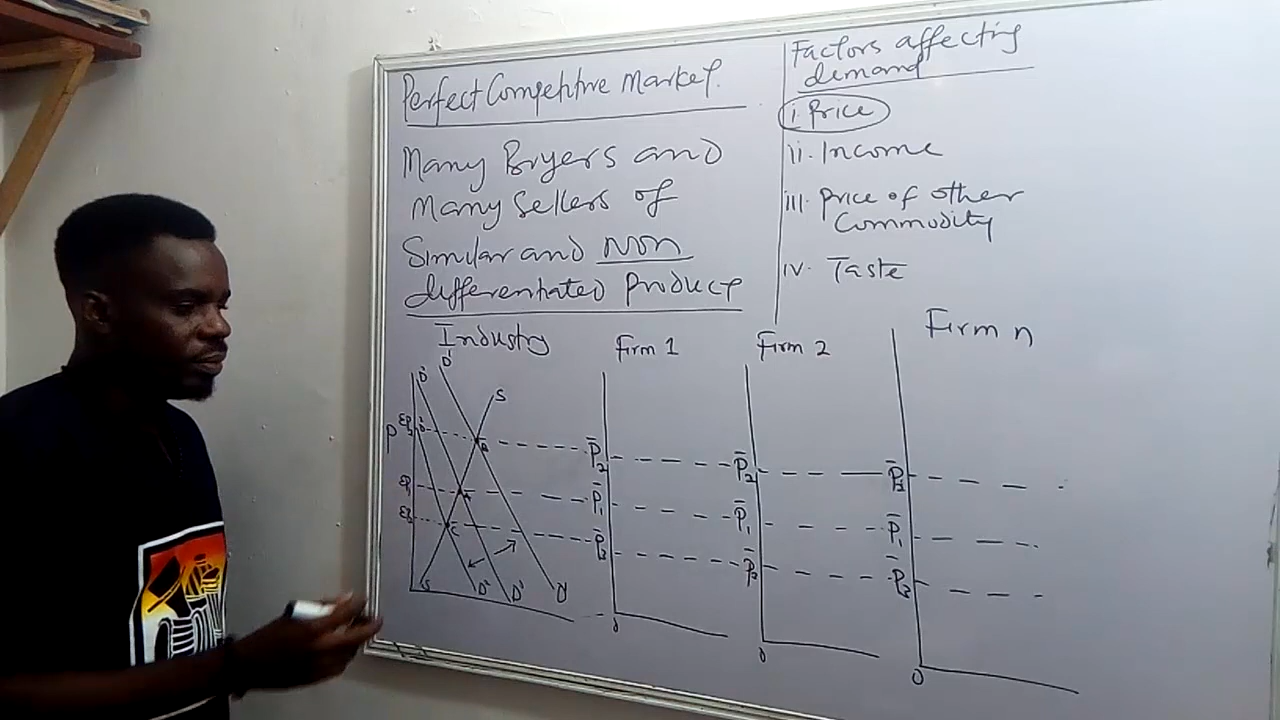 Perfect Competitive Market.
Many Buyers and
Many Sellers of
Similar and Non
differentiated Product
Factors affecting
demand
i. Price
ii. Income
iii. Price of other
Commodity
iv. Taste
Industry
Firm 1
Firm 2
Firm n
P
S
A
C
S
P̄2
P̄1
P̄3
0
P̄2
P̄1
0
P̄1
P̄3
0